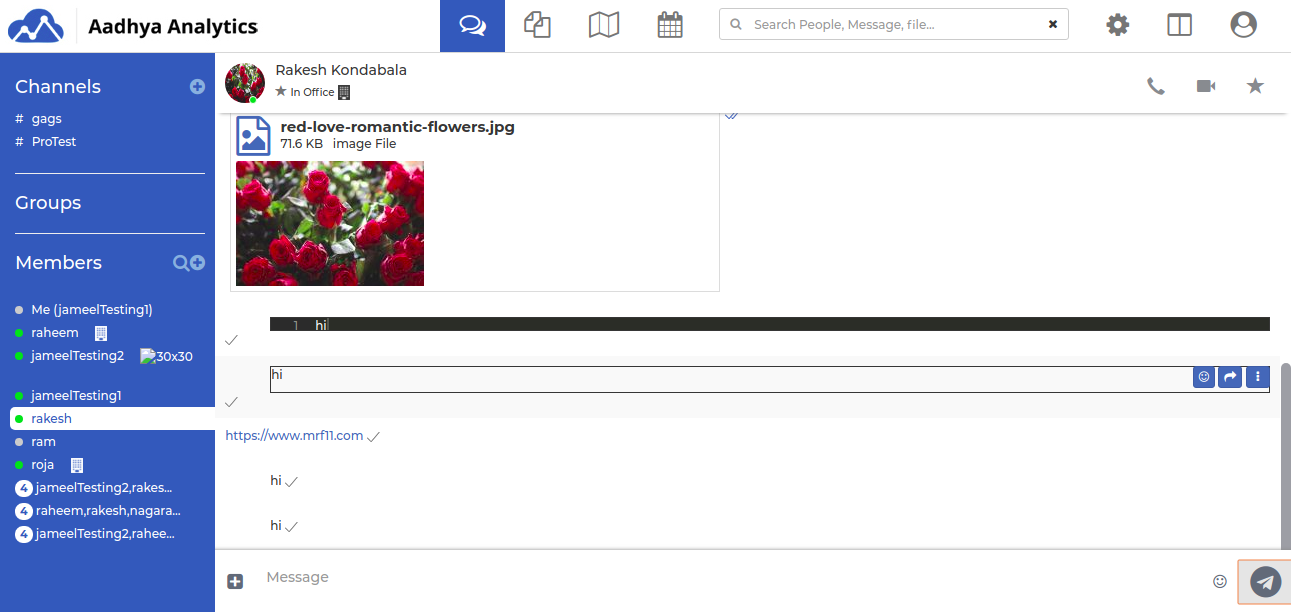 Aadhya Analytics
Search People, Message, file...
Channels
# gags
# ProTest
Groups
Members
Me (jameelTesting1)
raheem
jameelTesting2 30x30
jameelTesting1
rakesh
ram
roja
4 jameelTesting2,rakes...
4 raheem,rakesh,nagara...
4 jameelTesting2,rahee...
Rakesh Kondabala
In Office
red-love-romantic-flowers.jpg
71.6 KB image File
1 hi
hi
https://www.mrf11.com
hi
hi
Message